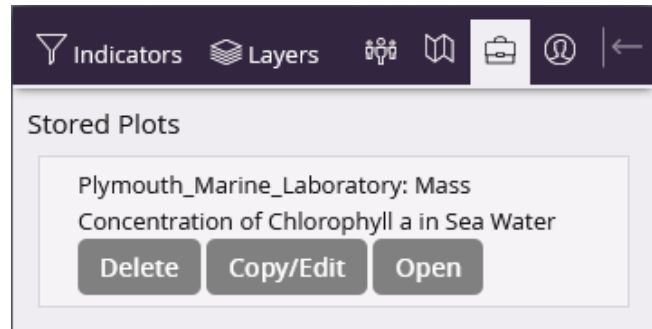 Indicators Layers
Stored Plots
Plymouth_Marine_Laboratory: Mass
Concentration of Chlorophyll a in Sea Water
Delete Copy/Edit Open